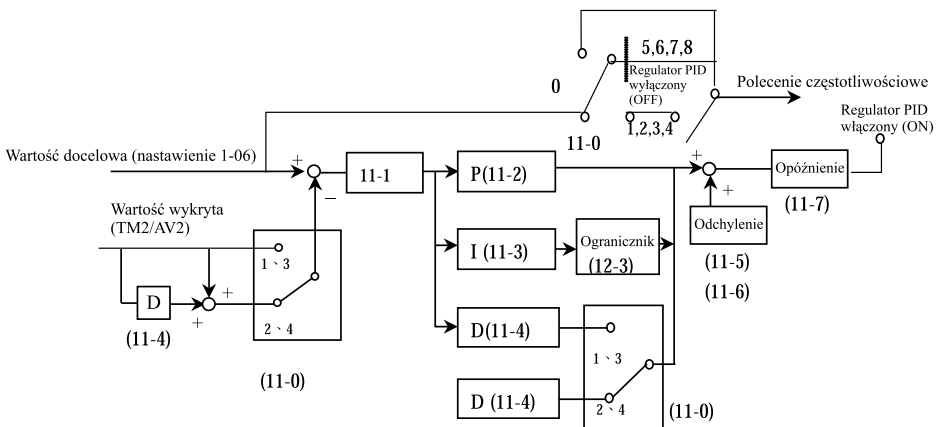 5,6,7,8
Regulator PID
wyłączony
(OFF)
0
1,2,3,4
11-0
Polecenie częstotliwościowe
Regulator PID
włączony (ON)
Wartość docelowa (nastawienie 1-06)
+
−
11-1
P(11-2)
+
+
Opóźnienie
(11-7)
Odchylenie
(11-5)
(11-6)
Wartość wykryta
(TM2/AV2)
1、3
I (11-3)
Ogranicznik
(12-3)
D
(11-4)
+
+
2、4
(11-0)
D(11-4)
1、3
D (11-4)
2、4
(11-0)